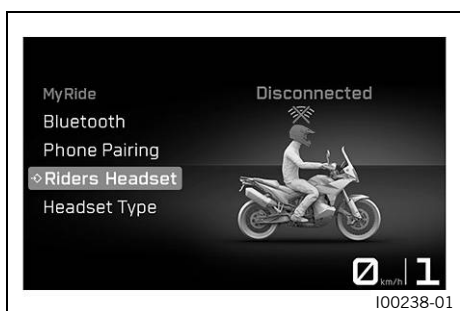 MyRide
Disconnected
Bluetooth
Phone Pairing
Riders Headset
Headset Type
0 km/h 1
I00238-01